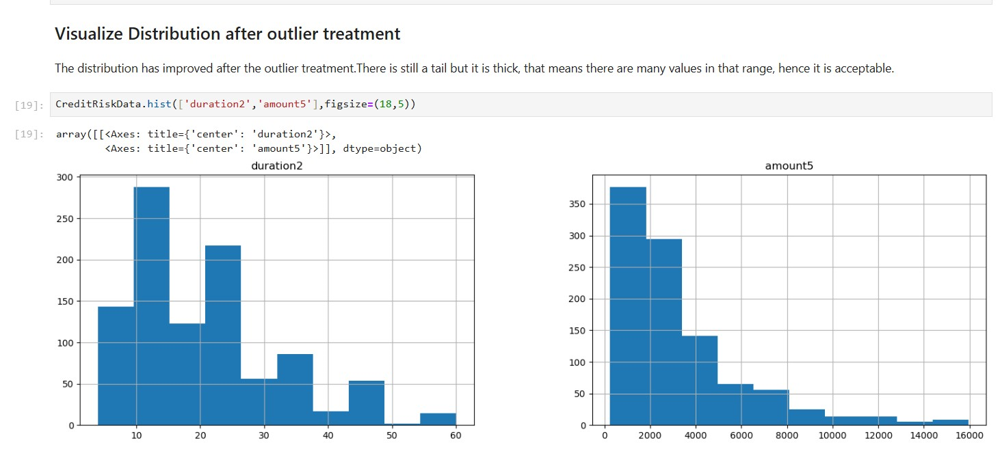 Visualize Distribution after outlier treatment
The distribution has improved after the outlier treatment.There is still a tail but it is thick, that means there are many values in that range, hence it is acceptable.
[19]: CreditRiskData.hist(['duration2','amount5'],figsize=(18,5))
[19]: array([[<Axes: title={'center': 'duration2'}>,
<Axes: title={'center': 'amount5'}>]], dtype=object)
duration2
300
250
200
150
100
50
0
10 20 30 40 50 60
amount5
350
300
250
200
150
100
50
0
0 2000 4000 6000 8000 10000 12000 14000 16000